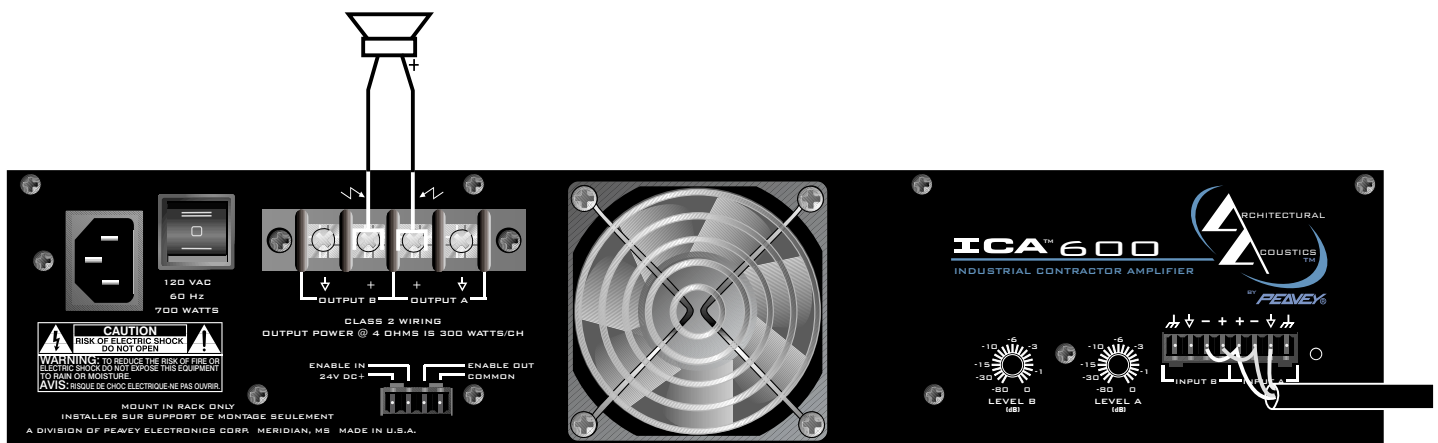 +
120 VAC
60 Hz
700 WATTS
+ +
OUTPUT B OUTPUT A
CLASS 2 WIRING
OUTPUT POWER @ 4 OHMS IS 300 WATTS/CH
CAUTION
RISK OF ELECTRIC SHOCK
DO NOT OPEN
WARNING: TO REDUCE THE RISK OF FIRE OR
ELECTRIC SHOCK DO NOT EXPOSE THIS EQUIPMENT
TO RAIN OR MOISTURE.
AVIS: RISQUE DE CHOC ELECTRIQUE-NE PAS OUVRIR.
ENABLE IN
24V DC+
ENABLE OUT
COMMON
MOUNT IN RACK ONLY
INSTALLER SUR SUPPORT DE MONTAGE SEULEMENT
A DIVISION OF PEAVEY ELECTRONICS CORP. MERIDIAN, MS MADE IN U.S.A.
ICA™ 600
INDUSTRIAL CONTRACTOR AMPLIFIER
ARCHITECTURAL
ACOUSTICS
TM
BY PEAVEY®
-6
-10 -3
-15 -1
-30
-80 0
LEVEL B
(dB)
-6
-10 -3
-15 -1
-30
-80 0
LEVEL A
(dB)
- + + -
INPUT B INPUT A